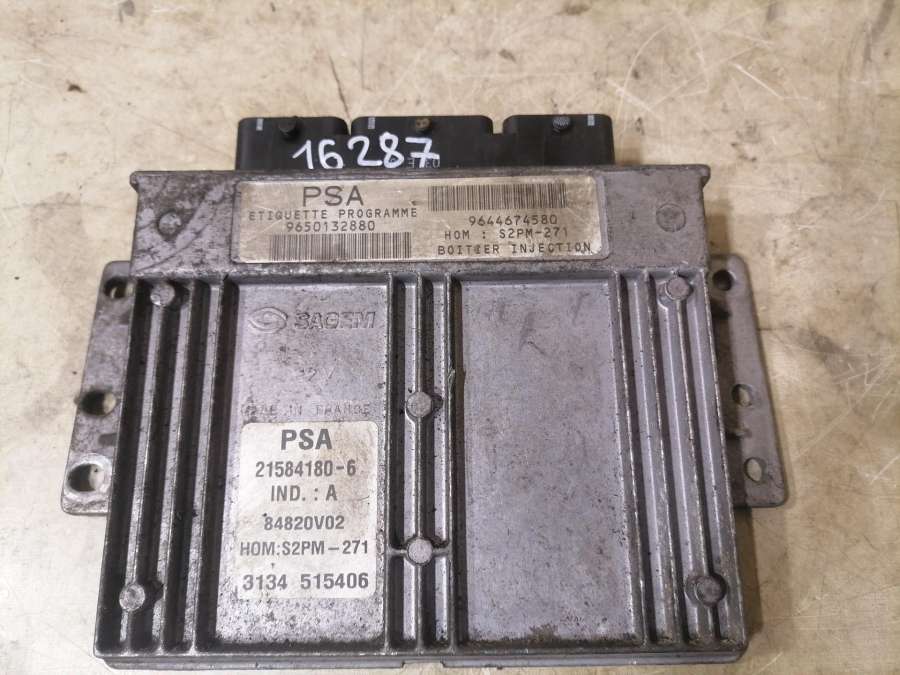 16287
PSA
ETIQUETTE PROGRAMME
9650132880
9644674580
HOM : S2PM-271
BOITIER INJECTION
SAGEM
MADE IN FRANCE
PSA
21584180-6
IND. : A
84820V02
HOM:S2PM-271
3134 515406